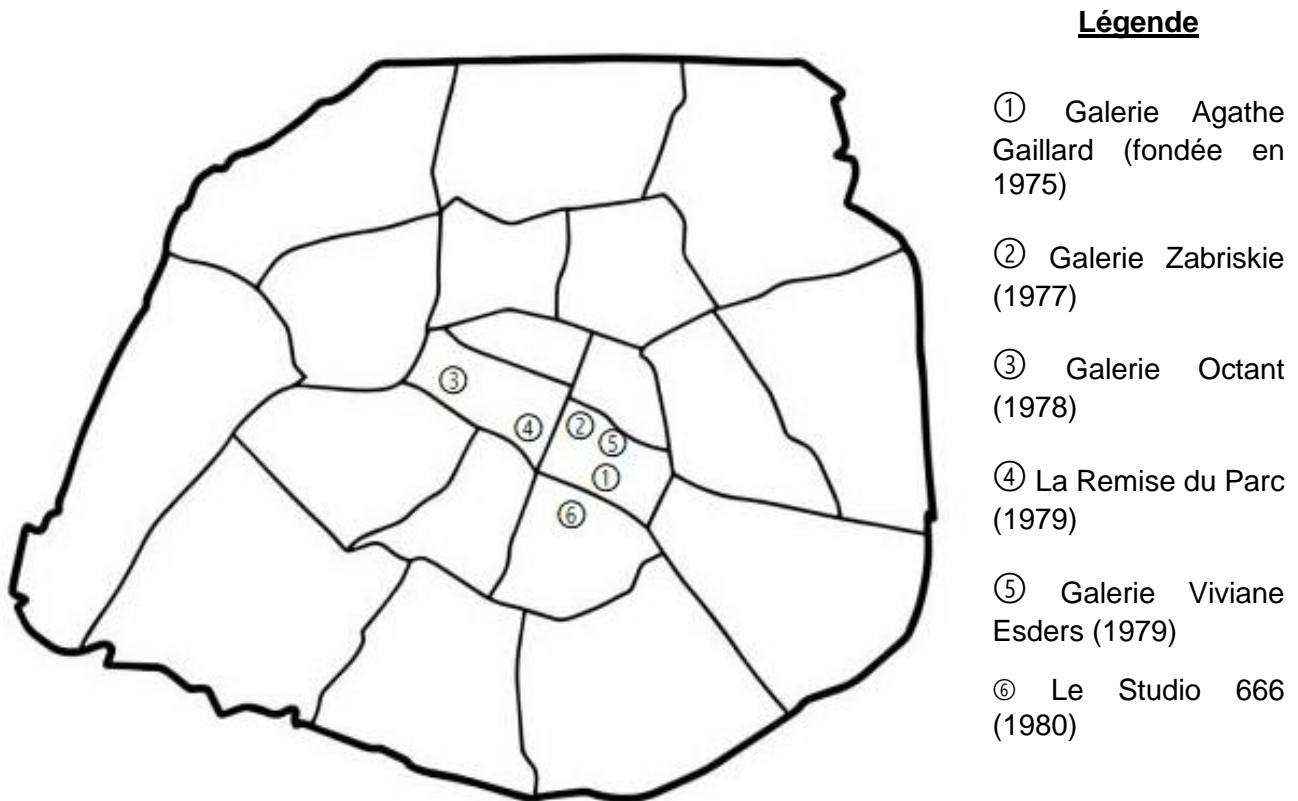 Légende
① Galerie Agathe
Gaillard (fondée en
1975)
② Galerie Zabriskie
(1977)
③ Galerie Octant
(1978)
④ La Remise du Parc
(1979)
⑤ Galerie Viviane
Esders (1979)
⑥ Le Studio 666
(1980)
③
④
②
⑤
①
⑥